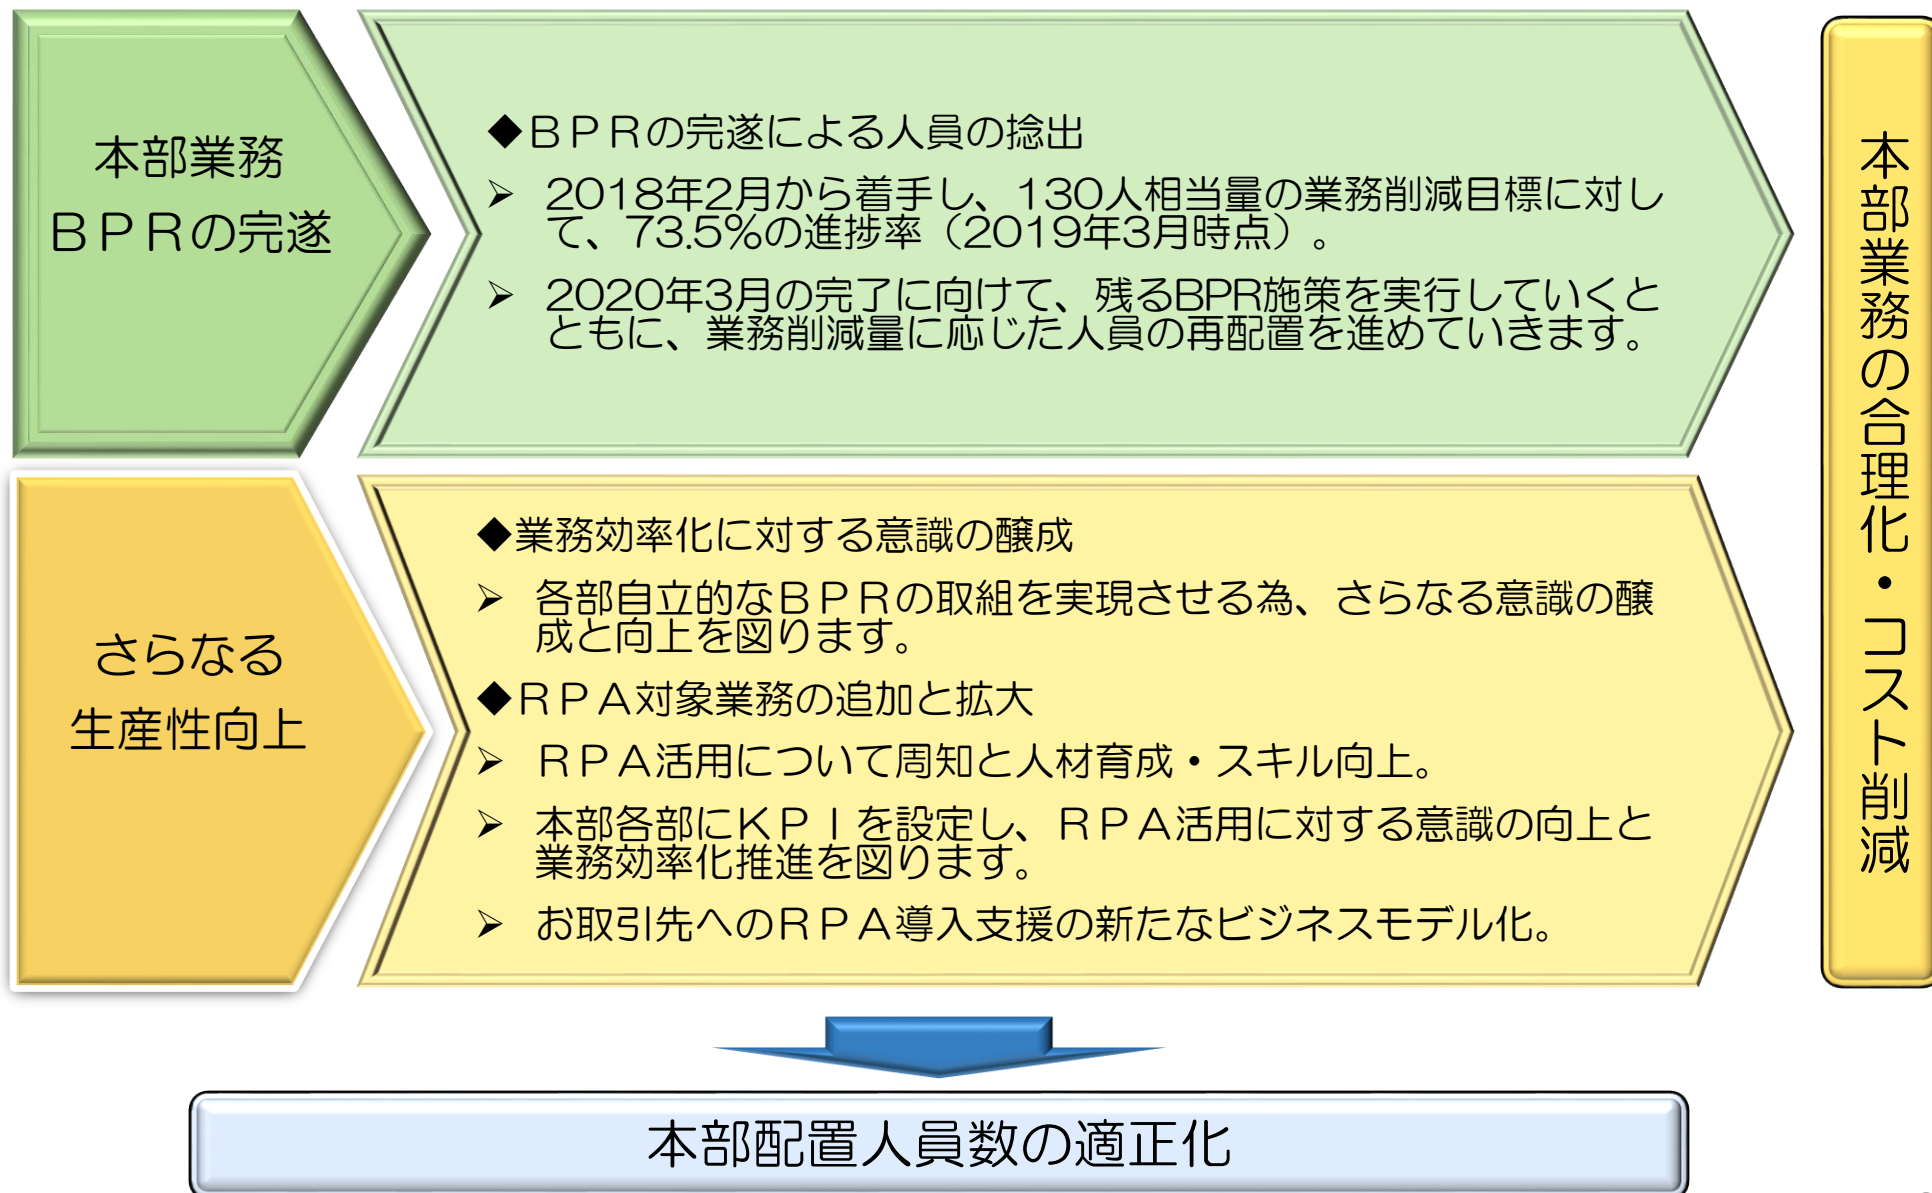 本部業務
ＢＰＲの完遂
◆ＢＰＲの完遂による人員の捻出
➢ 2018年2月から着手し、130人相当量の業務削減目標に対し
て、73.5%の進捗率（2019年3月時点）。
➢ 2020年3月の完了に向けて、残るBPR施策を実行していくと
ともに、業務削減量に応じた人員の再配置を進めていきます。
さらなる
生産性向上
◆業務効率化に対する意識の醸成
➢ 各部自立的なＢＰＲの取組を実現させる為、さらなる意識の醸
成と向上を図ります。
◆ＲＰＡ対象業務の追加と拡大
➢ ＲＰＡ活用について周知と人材育成・スキル向上。
➢ 本部各部にＫＰＩを設定し、ＲＰＡ活用に対する意識の向上と
業務効率化推進を図ります。
➢ お取引先へのＲＰＡ導入支援の新たなビジネスモデル化。
本部業務の合理化・コスト削減
本部配置人員数の適正化